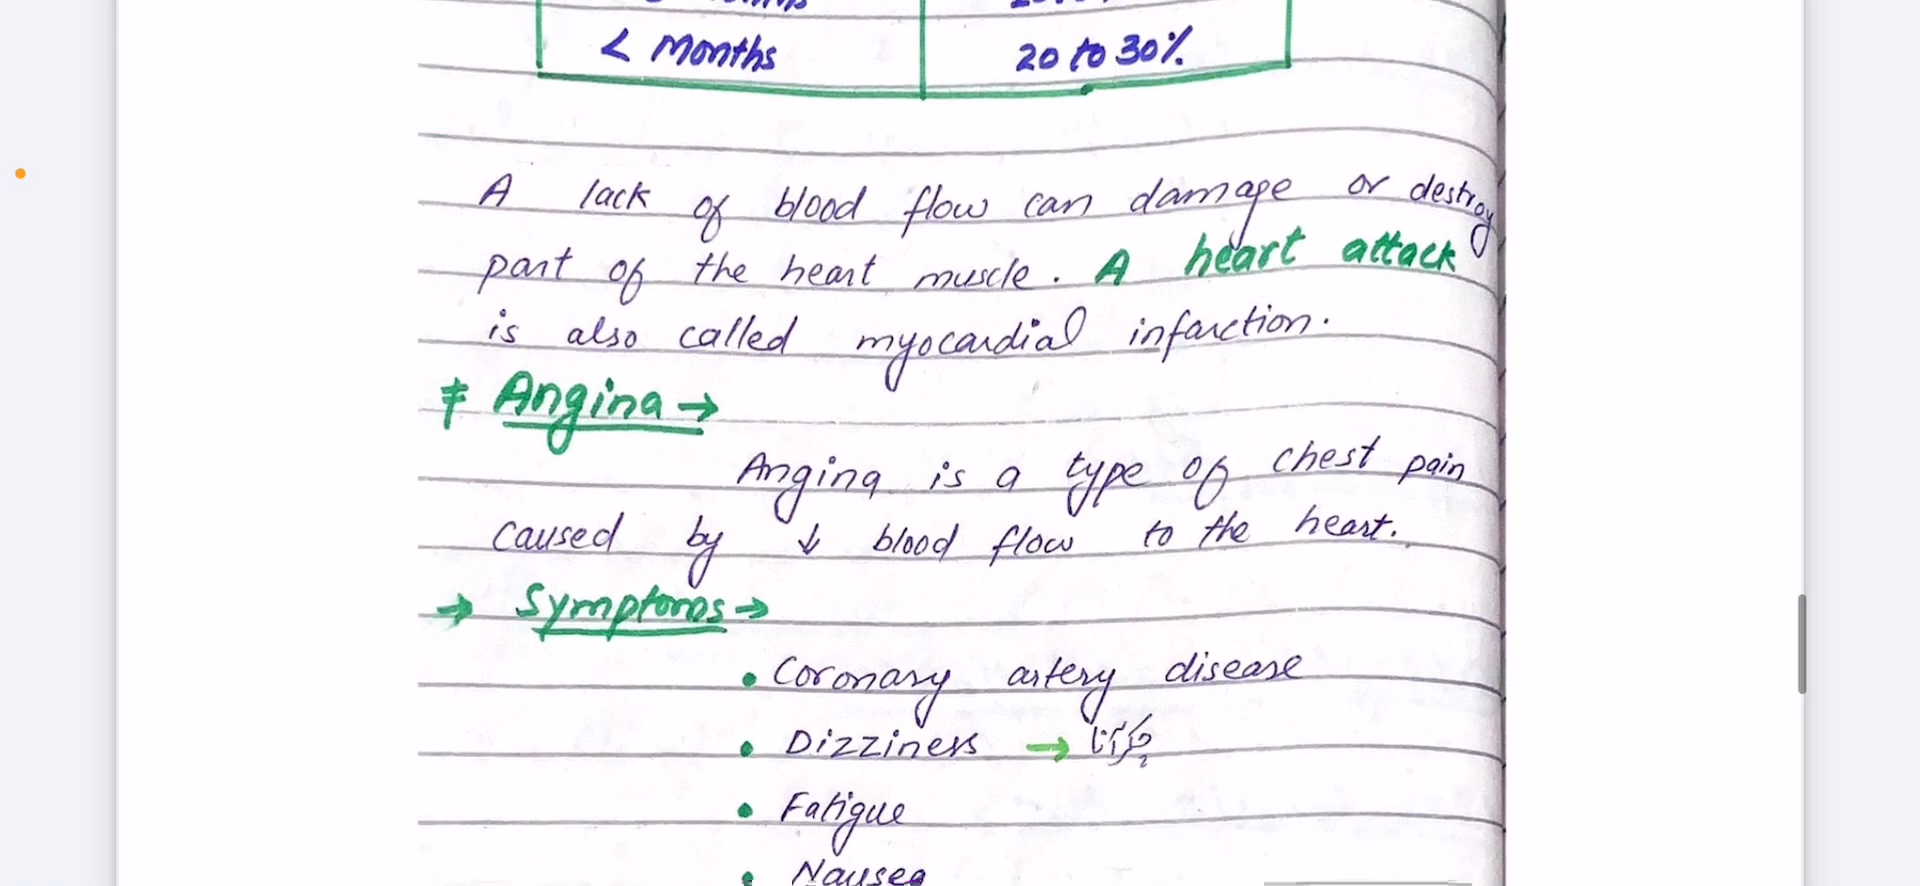 < Months 20 to 30%
A lack of blood flow can damage or destroy
part of the heart muscle. A heart attack
is also called myocardial infarction.
Angina →
Angina is a type of chest pain
caused by ↓ blood flow to the heart.
→ Symptoms →
• Coronary artery disease
• Dizziness →
• Fatigue
• Nausea